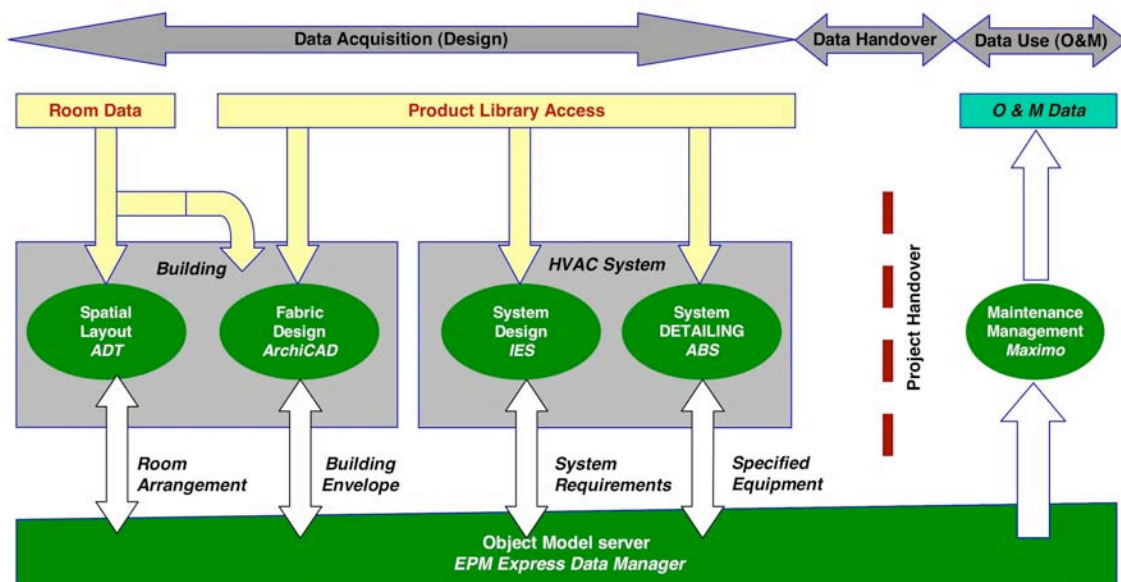 Data Acquisition (Design)
Data Handover
Data Use (O&M)
Room Data
Product Library Access
O & M Data
Building
HVAC System
Spatial
Layout
ADT
Fabric
Design
ArchiCAD
System
Design
IES
System
DETAILING
ABS
Project Handover
Maintenance
Management
Maximo
Room
Arrangement
Building
Envelope
System
Requirements
Specified
Equipment
Object Model server
EPM Express Data Manager